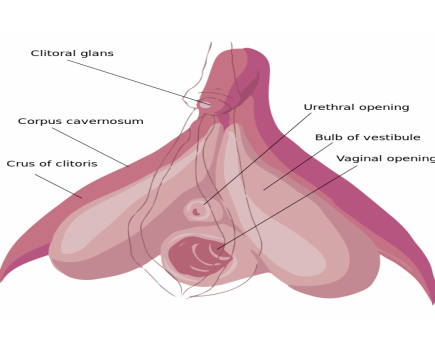 Clitoral glans
Urethral opening
Corpus cavernosum
Bulb of vestibule
Vaginal opening
Crus of clitoris